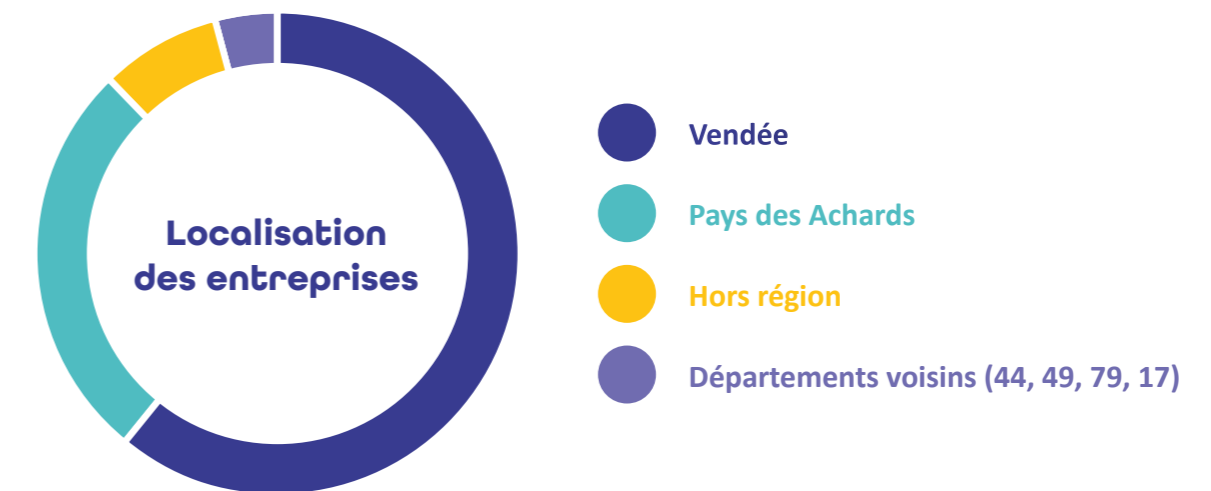 Localisation
des entreprises
Vendée
Pays des Achards
Hors région
Départements voisins (44, 49, 79, 17)